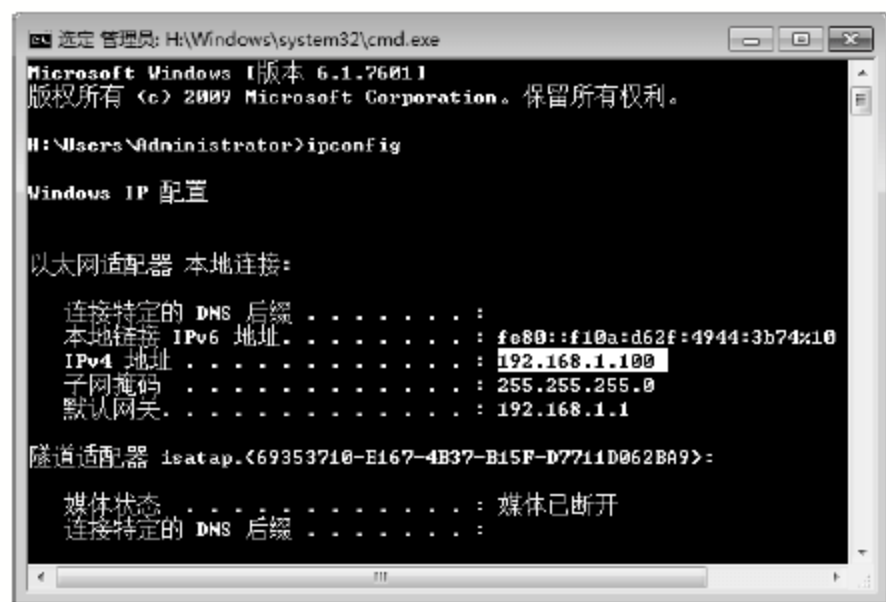 选定 管理员: H:\Windows\system32\cmd.exe
Microsoft Windows [版本 6.1.7601]
版权所有 (c) 2009 Microsoft Corporation。保留所有权利。
H:\Users\Administrator>ipconfig
Windows IP 配置
以太网适配器 本地连接:
连接特定的 DNS 后缀 . . . . . . . :
本地链接 IPv6 地址. . . . . . . . : fe80::f10a:d62f:4944:3b74%10
IPv4 地址 . . . . . . . . . . . . : 192.168.1.100
子网掩码 . . . . . . . . . . . . : 255.255.255.0
默认网关. . . . . . . . . . . . . : 192.168.1.1
隧道适配器 isatap.{69353710-E167-4B37-B15F-D7711D062BA9}:
媒体状态 . . . . . . . . . . . . : 媒体已断开
连接特定的 DNS 后缀 . . . . . . . :